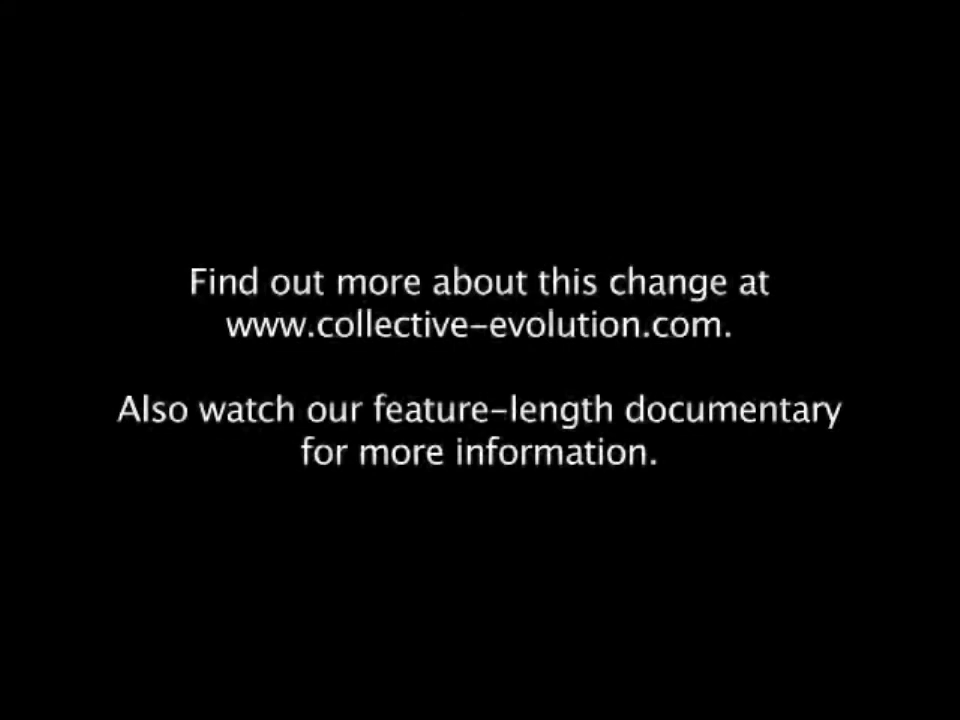 Find out more about this change at
www.collective-evolution.com.
Also watch our feature-length documentary
for more information.